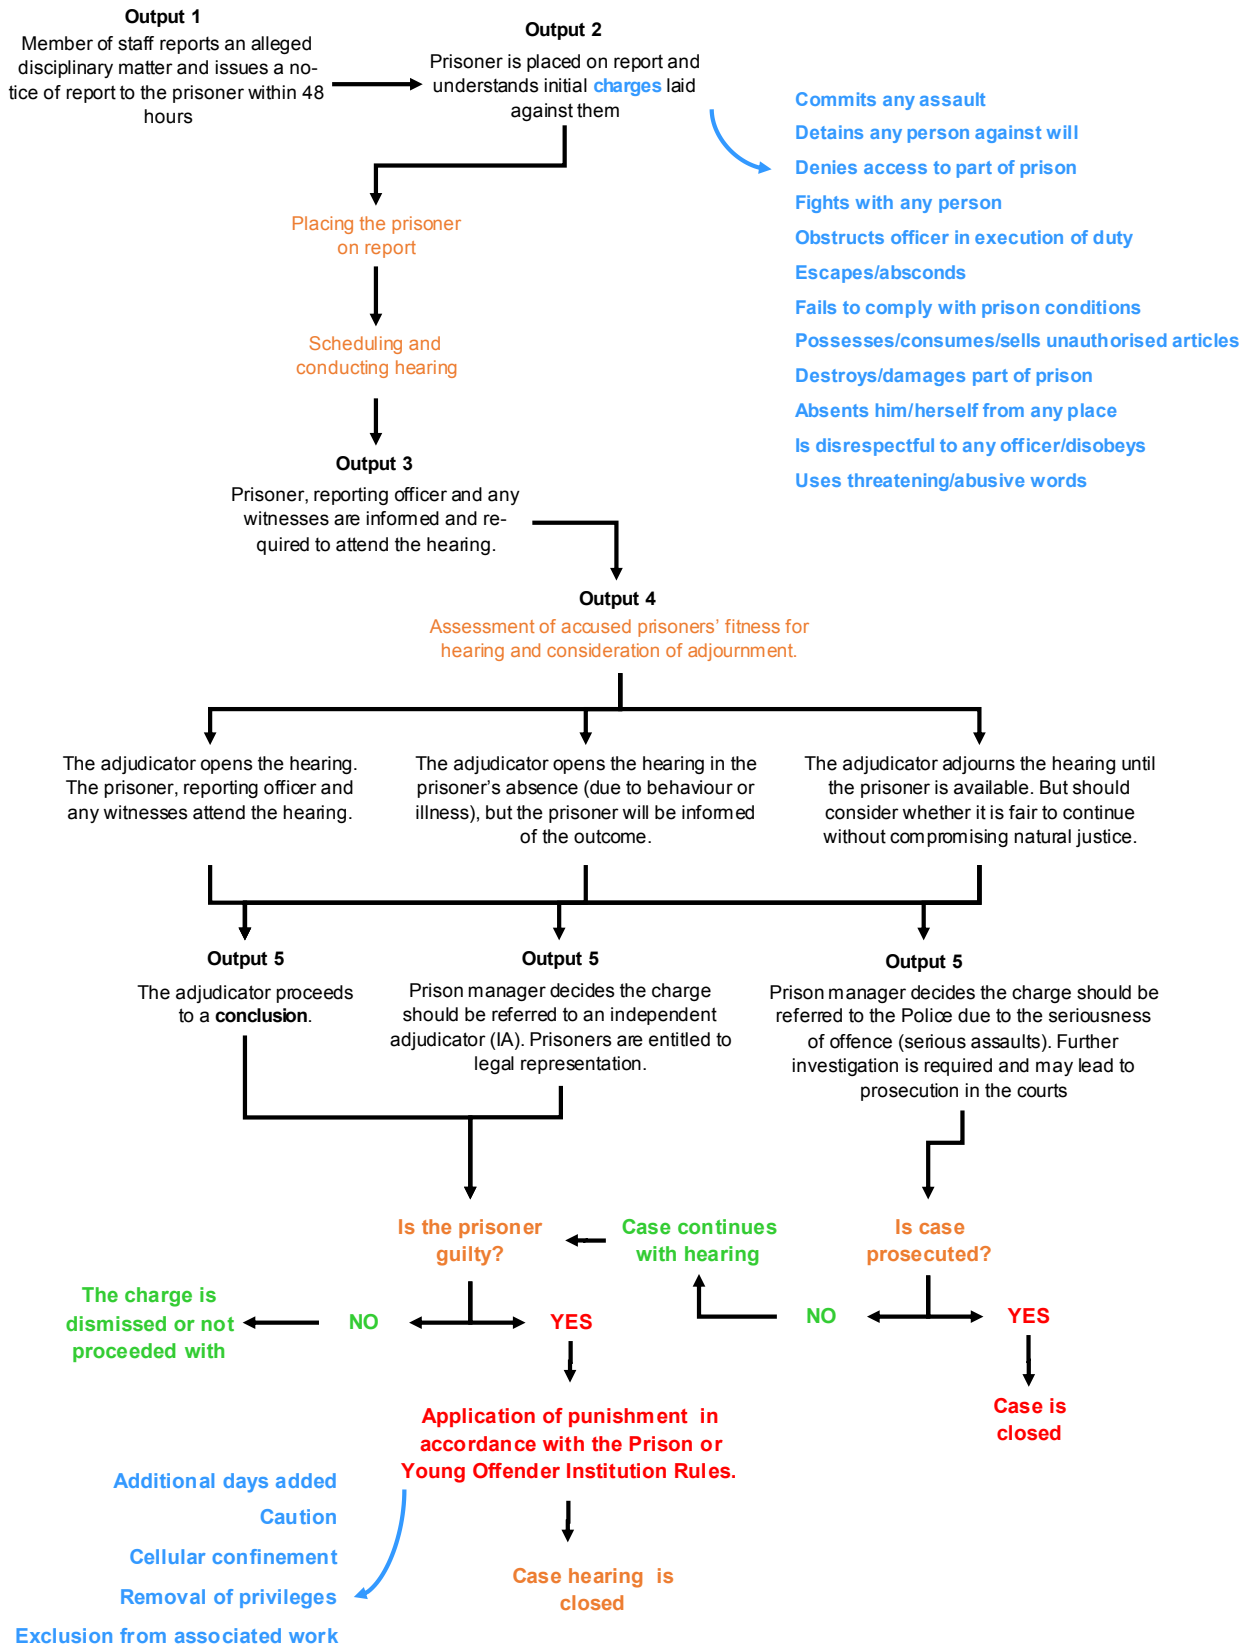 Output 1
Member of staff reports an alleged
disciplinary matter and issues a no-
tice of report to the prisoner within 48
hours
Output 2
Prisoner is placed on report and
understands initial charges laid
against them
Commits any assault
Detains any person against will
Denies access to part of prison
Fights with any person
Obstructs officer in execution of duty
Escapes/absconds
Fails to comply with prison conditions
Possesses/consumes/sells unauthorised articles
Destroys/damages part of prison
Absents him/herself from any place
Is disrespectful to any officer/disobeys
Uses threatening/abusive words
Placing the prisoner
on report
Scheduling and
conducting hearing
Output 3
Prisoner, reporting officer and any
witnesses are informed and re-
quired to attend the hearing.
Output 4
Assessment of accused prisoners’ fitness for
hearing and consideration of adjournment.
The adjudicator opens the hearing.
The prisoner, reporting officer and
any witnesses attend the hearing.
The adjudicator opens the hearing in the
prisoner’s absence (due to behaviour or
illness), but the prisoner will be informed
of the outcome.
The adjudicator adjourns the hearing until
the prisoner is available. But should
consider whether it is fair to continue
without compromising natural justice.
Output 5
The adjudicator proceeds
to a conclusion.
Output 5
Prison manager decides the charge
should be referred to an independent
adjudicator (IA). Prisoners are entitled to
legal representation.
Output 5
Prison manager decides the charge should be
referred to the Police due to the seriousness
of offence (serious assaults). Further
investigation is required and may lead to
prosecution in the courts
Is the prisoner
guilty?
Case continues
with hearing
Is case
prosecuted?
The charge is
dismissed or not
proceeded with
NO
YES
NO
YES
Application of punishment in
accordance with the Prison or
Young Offender Institution Rules.
Case is
closed
Additional days added
Caution
Cellular confinement
Removal of privileges
Exclusion from associated work
Case hearing is
closed